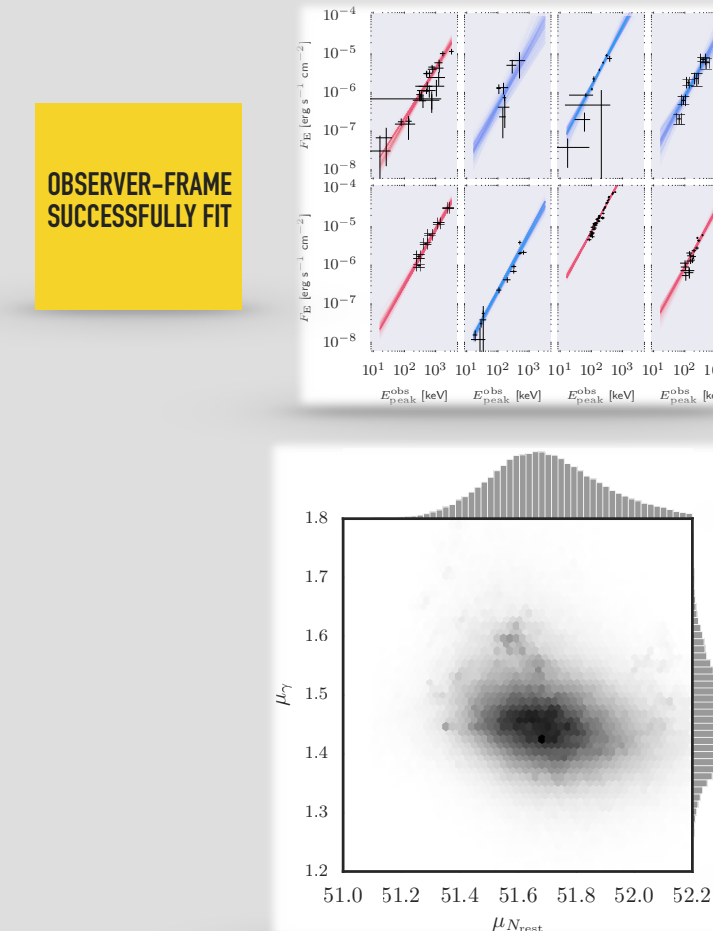 OBSERVER-FRAME
SUCCESSFULLY FIT
10⁻⁴
10⁻⁵
10⁻⁶
10⁻⁷
10⁻⁸
F_E [erg s⁻¹ cm⁻²]
10⁻⁴
10⁻⁵
10⁻⁶
10⁻⁷
10⁻⁸
F_E [erg s⁻¹ cm⁻²]
10¹ 10² 10³ 10¹ 10² 10³ 10¹ 10² 10³ 10¹ 10²
E_peak^obs [keV] E_peak^obs [keV] E_peak^obs [keV] E_peak^obs
1.8
1.7
1.6
1.5
1.4
1.3
1.2
μ_γ
51.0 51.2 51.4 51.6 51.8 52.0 52.2
μ_N_rest